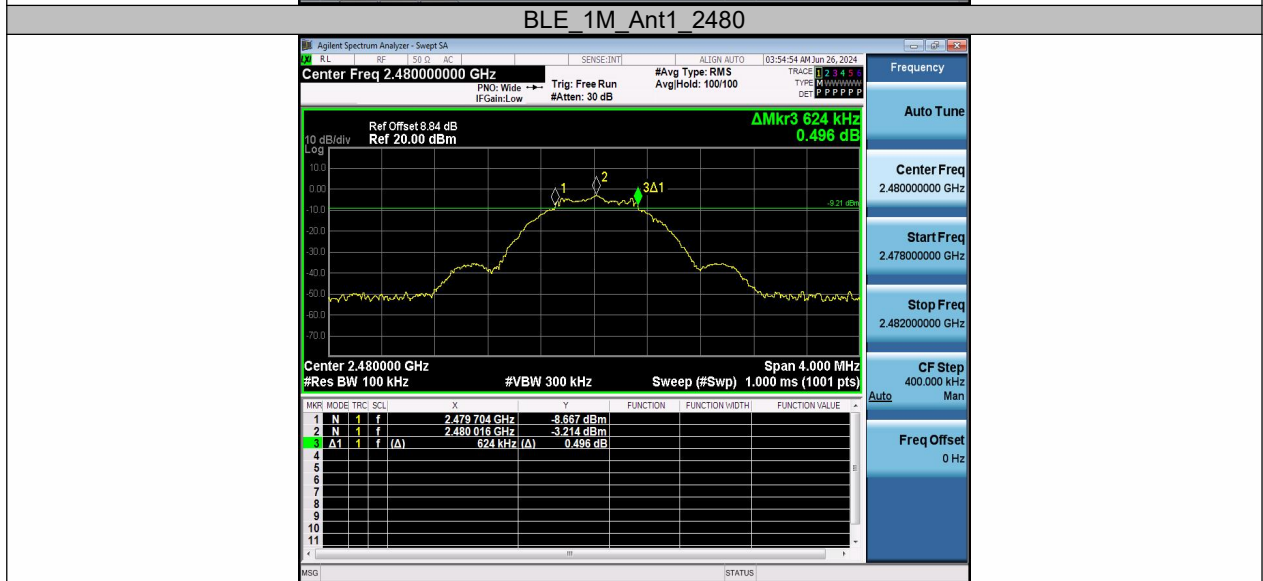 BLE_1M_Ant1_2480
Agilent Spectrum Analyzer - Swept SA
RL RF 50 Ω AC SENSE:INT ALIGN AUTO 03:54:54 AM Jun 26, 2024
Center Freq 2.480000000 GHz
PNO: Wide
IFGain:Low
Trig: Free Run
#Atten: 30 dB
#Avg Type: RMS
Avg|Hold: 100/100
TRACE 1 2 3 4 5 6
TYPE M W W W W W
DET P P P P P P
Frequency
Auto Tune
Center Freq
2.480000000 GHz
Start Freq
2.478000000 GHz
Stop Freq
2.482000000 GHz
CF Step
400.000 kHz
Auto Man
Freq Offset
0 Hz
ΔMkr3 624 kHz
0.496 dB
Ref Offset 8.84 dB
10 dB/div Ref 20.00 dBm
Log
10.0
0.00
-10.0
-20.0
-30.0
-40.0
-50.0
-60.0
-70.0
1
2
3Δ1
-9.21 dBm
Center 2.480000 GHz Span 4.000 MHz
#Res BW 100 kHz #VBW 300 kHz Sweep (#Swp) 1.000 ms (1001 pts)
MKR MODE TRC SCL X Y FUNCTION FUNCTION WIDTH FUNCTION VALUE
1 N 1 f 2.479 704 GHz -8.667 dBm
2 N 1 f 2.480 016 GHz -3.214 dBm
3 Δ1 1 f (Δ) 624 kHz (Δ) 0.496 dB
4
5
6
7
8
9
10
11
MSG STATUS